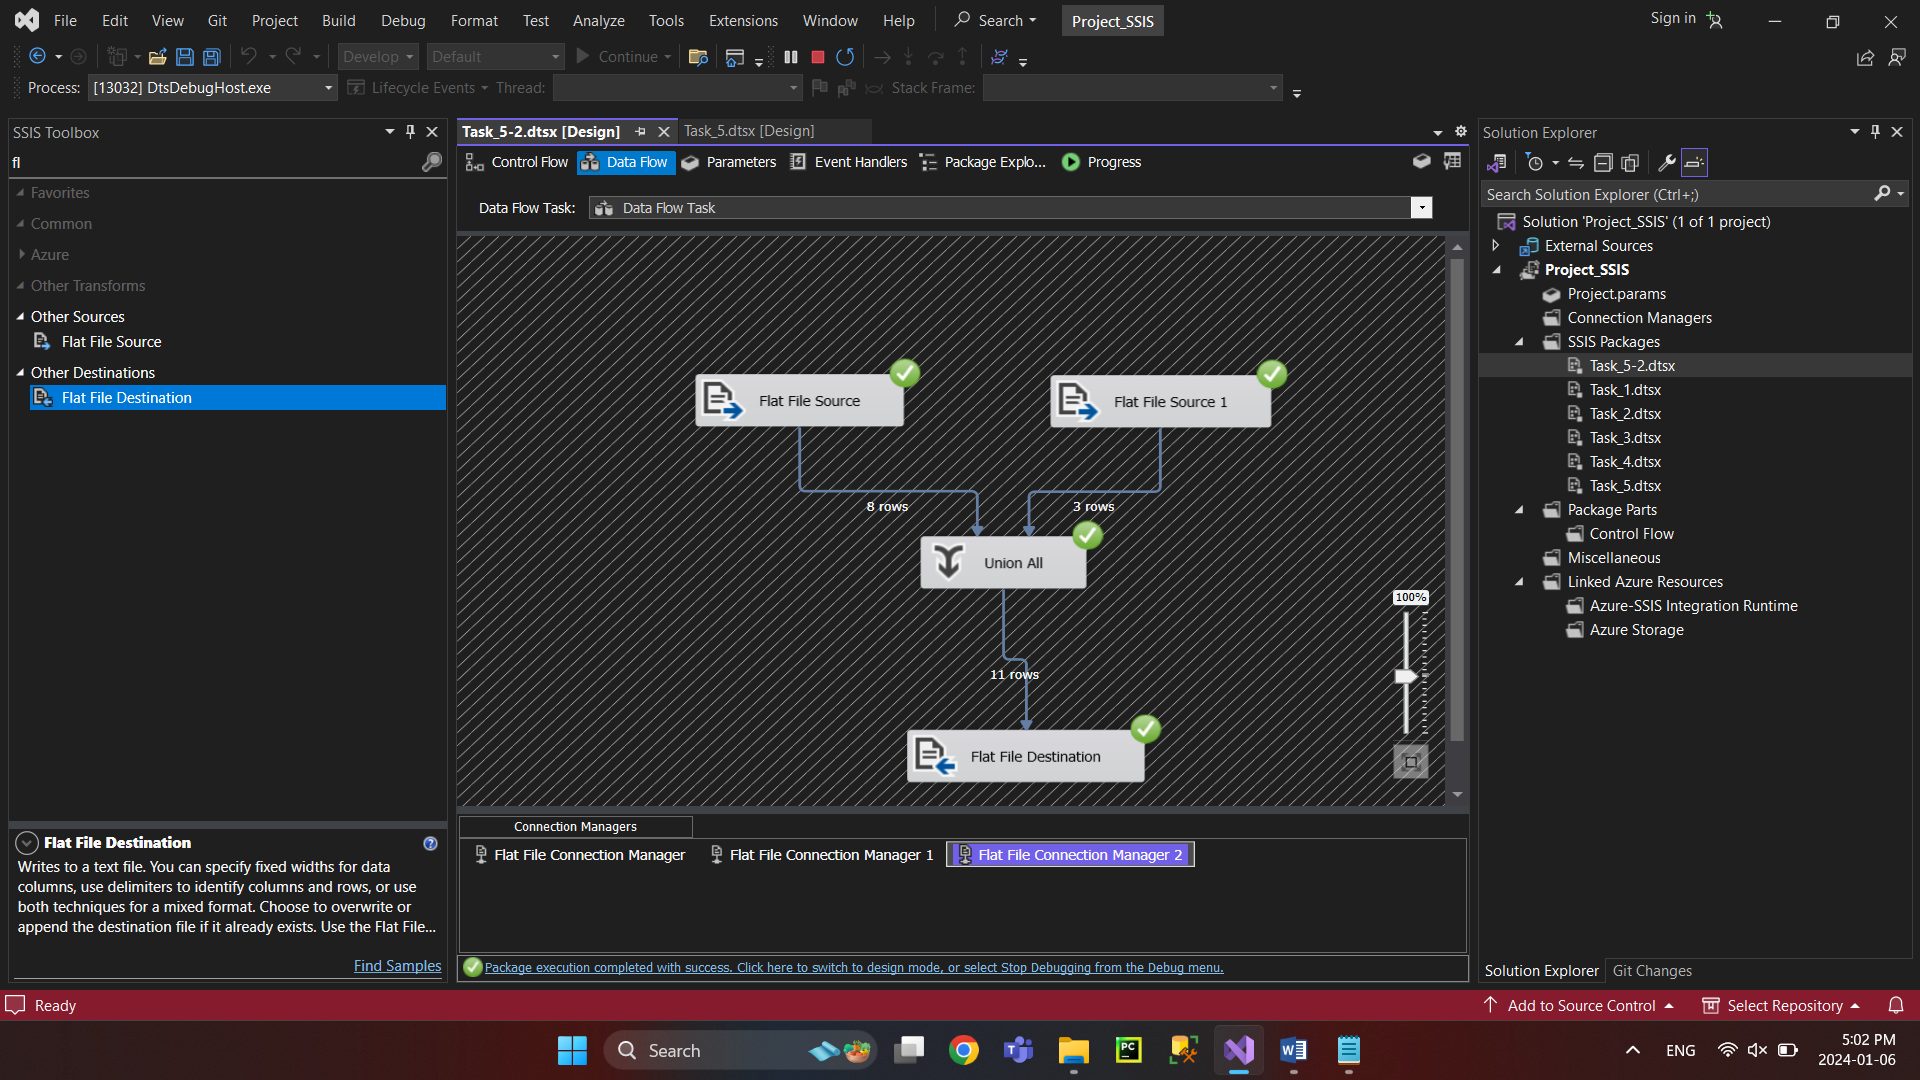 File Edit View Git Project Build Debug Format Test Analyze Tools Extensions Window Help Search Project_SSIS Sign in
Develop Default Continue
Process: [13032] DtsDebugHost.exe Lifecycle Events Thread: Stack Frame:
SSIS Toolbox
fl
Favorites
Common
Azure
Other Transforms
Other Sources
Flat File Source
Other Destinations
Flat File Destination
Flat File Destination
Writes to a text file. You can specify fixed widths for data
columns, use delimiters to identify columns and rows, or use
both techniques for a mixed format. Choose to overwrite or
append the destination file if it already exists. Use the Flat File...
Find Samples
Task_5-2.dtsx [Design] Task_5.dtsx [Design]
Control Flow Data Flow Parameters Event Handlers Package Explo... Progress
Data Flow Task: Data Flow Task
Flat File Source
Flat File Source 1
8 rows
3 rows
Union All
100%
11 rows
Flat File Destination
Connection Managers
Flat File Connection Manager Flat File Connection Manager 1 Flat File Connection Manager 2
Package execution completed with success. Click here to switch to design mode, or select Stop Debugging from the Debug menu.
Solution Explorer
Search Solution Explorer (Ctrl+;)
Solution 'Project_SSIS' (1 of 1 project)
External Sources
Project_SSIS
Project.params
Connection Managers
SSIS Packages
Task_5-2.dtsx
Task_1.dtsx
Task_2.dtsx
Task_3.dtsx
Task_4.dtsx
Task_5.dtsx
Package Parts
Control Flow
Miscellaneous
Linked Azure Resources
Azure-SSIS Integration Runtime
Azure Storage
Solution Explorer Git Changes
Ready
Add to Source Control Select Repository
Search
PC
ENG
5:02 PM
2024-01-06